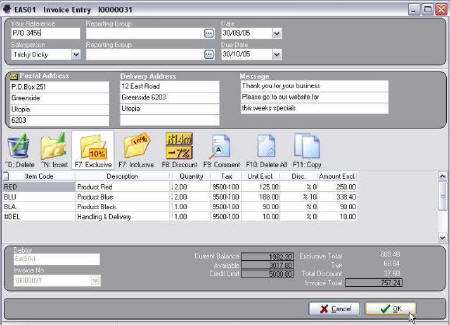 EAS01 Invoice Entry I0000031
Your Reference Reporting Group Date
P/O 3456 30/09/05
Salesperson Reporting Group Due Date
Tricky Dicky 30/10/05
Postal Address Delivery Address Message
P.O.Box 251 12 East Road Thank you for your business
Greenside Greenside 6203 Please go to our website for
Utopia Utopia this weeks specials
6203
^D: Delete ^N: Insert F7: Exclusive F7: Inclusive F8: Discount F9: Comment F10: Delete All F11: Copy
Item Code Description Quantity Tax Unit Excl. Disc. Amount Excl.
RED Product Red 2.00 9500-100 125.00 % 0 250.00
BLU Product Blue 2.00 9500-100 188.00 % 10 338.40
BLA Product Black 1.00 9500-100 90.00 % 0 90.00
#DEL Handling & Delivery 1.00 9500-100 10.00 % 0 10.00
Debtor
EAS0-1
Invoice No
Current Balance 1982.20 Exclusive Total
Available 3017.80 Tax 68.84
Credit Limit 5000.00 Total Discount 37.60
Invoice Total 757.24
Cancel OK